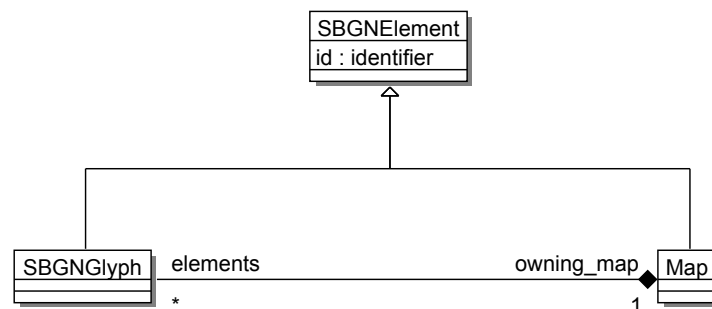 SBGNElement
id : identifier
SBGNGlyph
elements
owning_map
Map
*
1